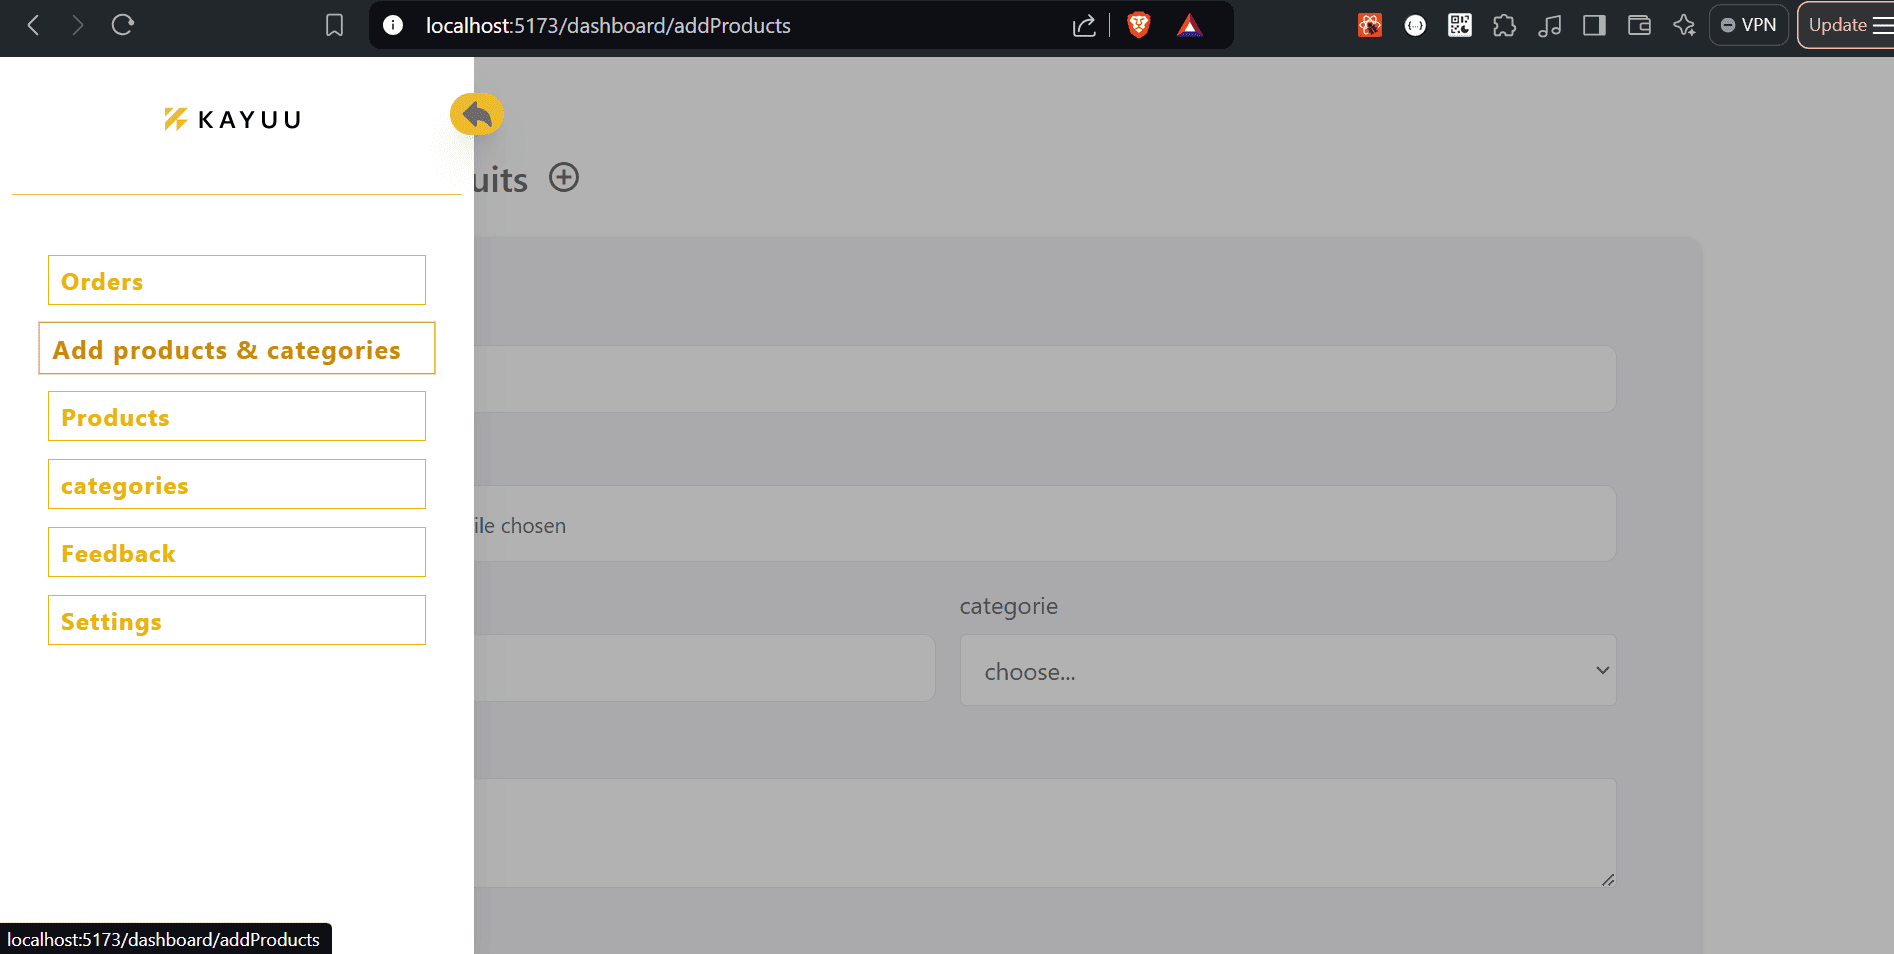 localhost:5173/dashboard/addProducts
VPN
Update
KAYUU
uits
Orders
Add products & categories
Products
categories
Feedback
Settings
ile chosen
categorie
choose...
localhost:5173/dashboard/addProducts